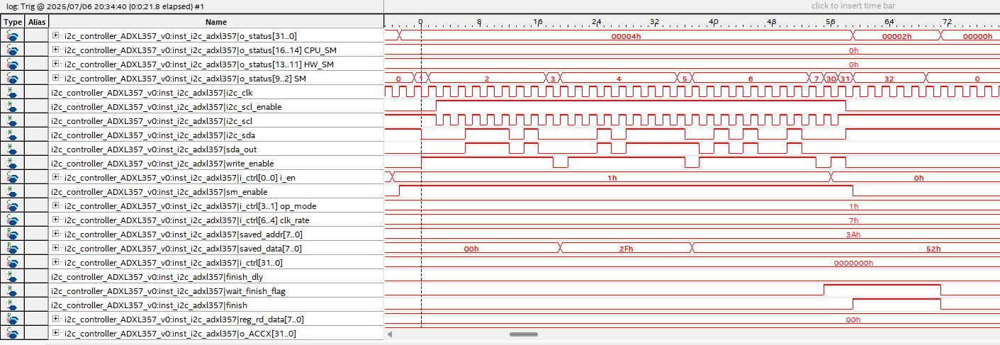 log: Trig @ 2025/07/06 20:34:40 (0:0:21.8 elapsed) #1 click to insert time bar
Type Alias Name 0 8 16 24 32 40 48 56 64 72
i2c_controller_ADXL357_v0:inst_i2c_adxl357|o_status[31..0] 00004h 00002h 00000h
i2c_controller_ADXL357_v0:inst_i2c_adxl357|o_status[16..14] CPU_SM 0h
i2c_controller_ADXL357_v0:inst_i2c_adxl357|o_status[13..11] HW_SM 0h
i2c_controller_ADXL357_v0:inst_i2c_adxl357|o_status[9..2] SM 0 1 2 3 4 5 6 7 30 31 32 0
i2c_controller_ADXL357_v0:inst_i2c_adxl357|i2c_clk
i2c_controller_ADXL357_v0:inst_i2c_adxl357|i2c_scl_enable
i2c_controller_ADXL357_v0:inst_i2c_adxl357|i2c_scl
i2c_controller_ADXL357_v0:inst_i2c_adxl357|i2c_sda
i2c_controller_ADXL357_v0:inst_i2c_adxl357|sda_out
i2c_controller_ADXL357_v0:inst_i2c_adxl357|write_enable
i2c_controller_ADXL357_v0:inst_i2c_adxl357|i_ctrl[0..0] i_en 1h 0h
i2c_controller_ADXL357_v0:inst_i2c_adxl357|sm_enable
i2c_controller_ADXL357_v0:inst_i2c_adxl357|i_ctrl[3..1] op_mode 1h
i2c_controller_ADXL357_v0:inst_i2c_adxl357|i_ctrl[6..4] clk_rate 7h
i2c_controller_ADXL357_v0:inst_i2c_adxl357|saved_addr[7..0] 3Ah
i2c_controller_ADXL357_v0:inst_i2c_adxl357|saved_data[7..0] 00h 2Fh 52h
i2c_controller_ADXL357_v0:inst_i2c_adxl357|i_ctrl[31..0] 0000000h
i2c_controller_ADXL357_v0:inst_i2c_adxl357|finish_dly
i2c_controller_ADXL357_v0:inst_i2c_adxl357|wait_finish_flag
i2c_controller_ADXL357_v0:inst_i2c_adxl357|finish
i2c_controller_ADXL357_v0:inst_i2c_adxl357|reg_rd_data[7..0] 00h
i2c_controller_ADXL357_v0:inst_i2c_adxl357|o_ACCX[31..0]